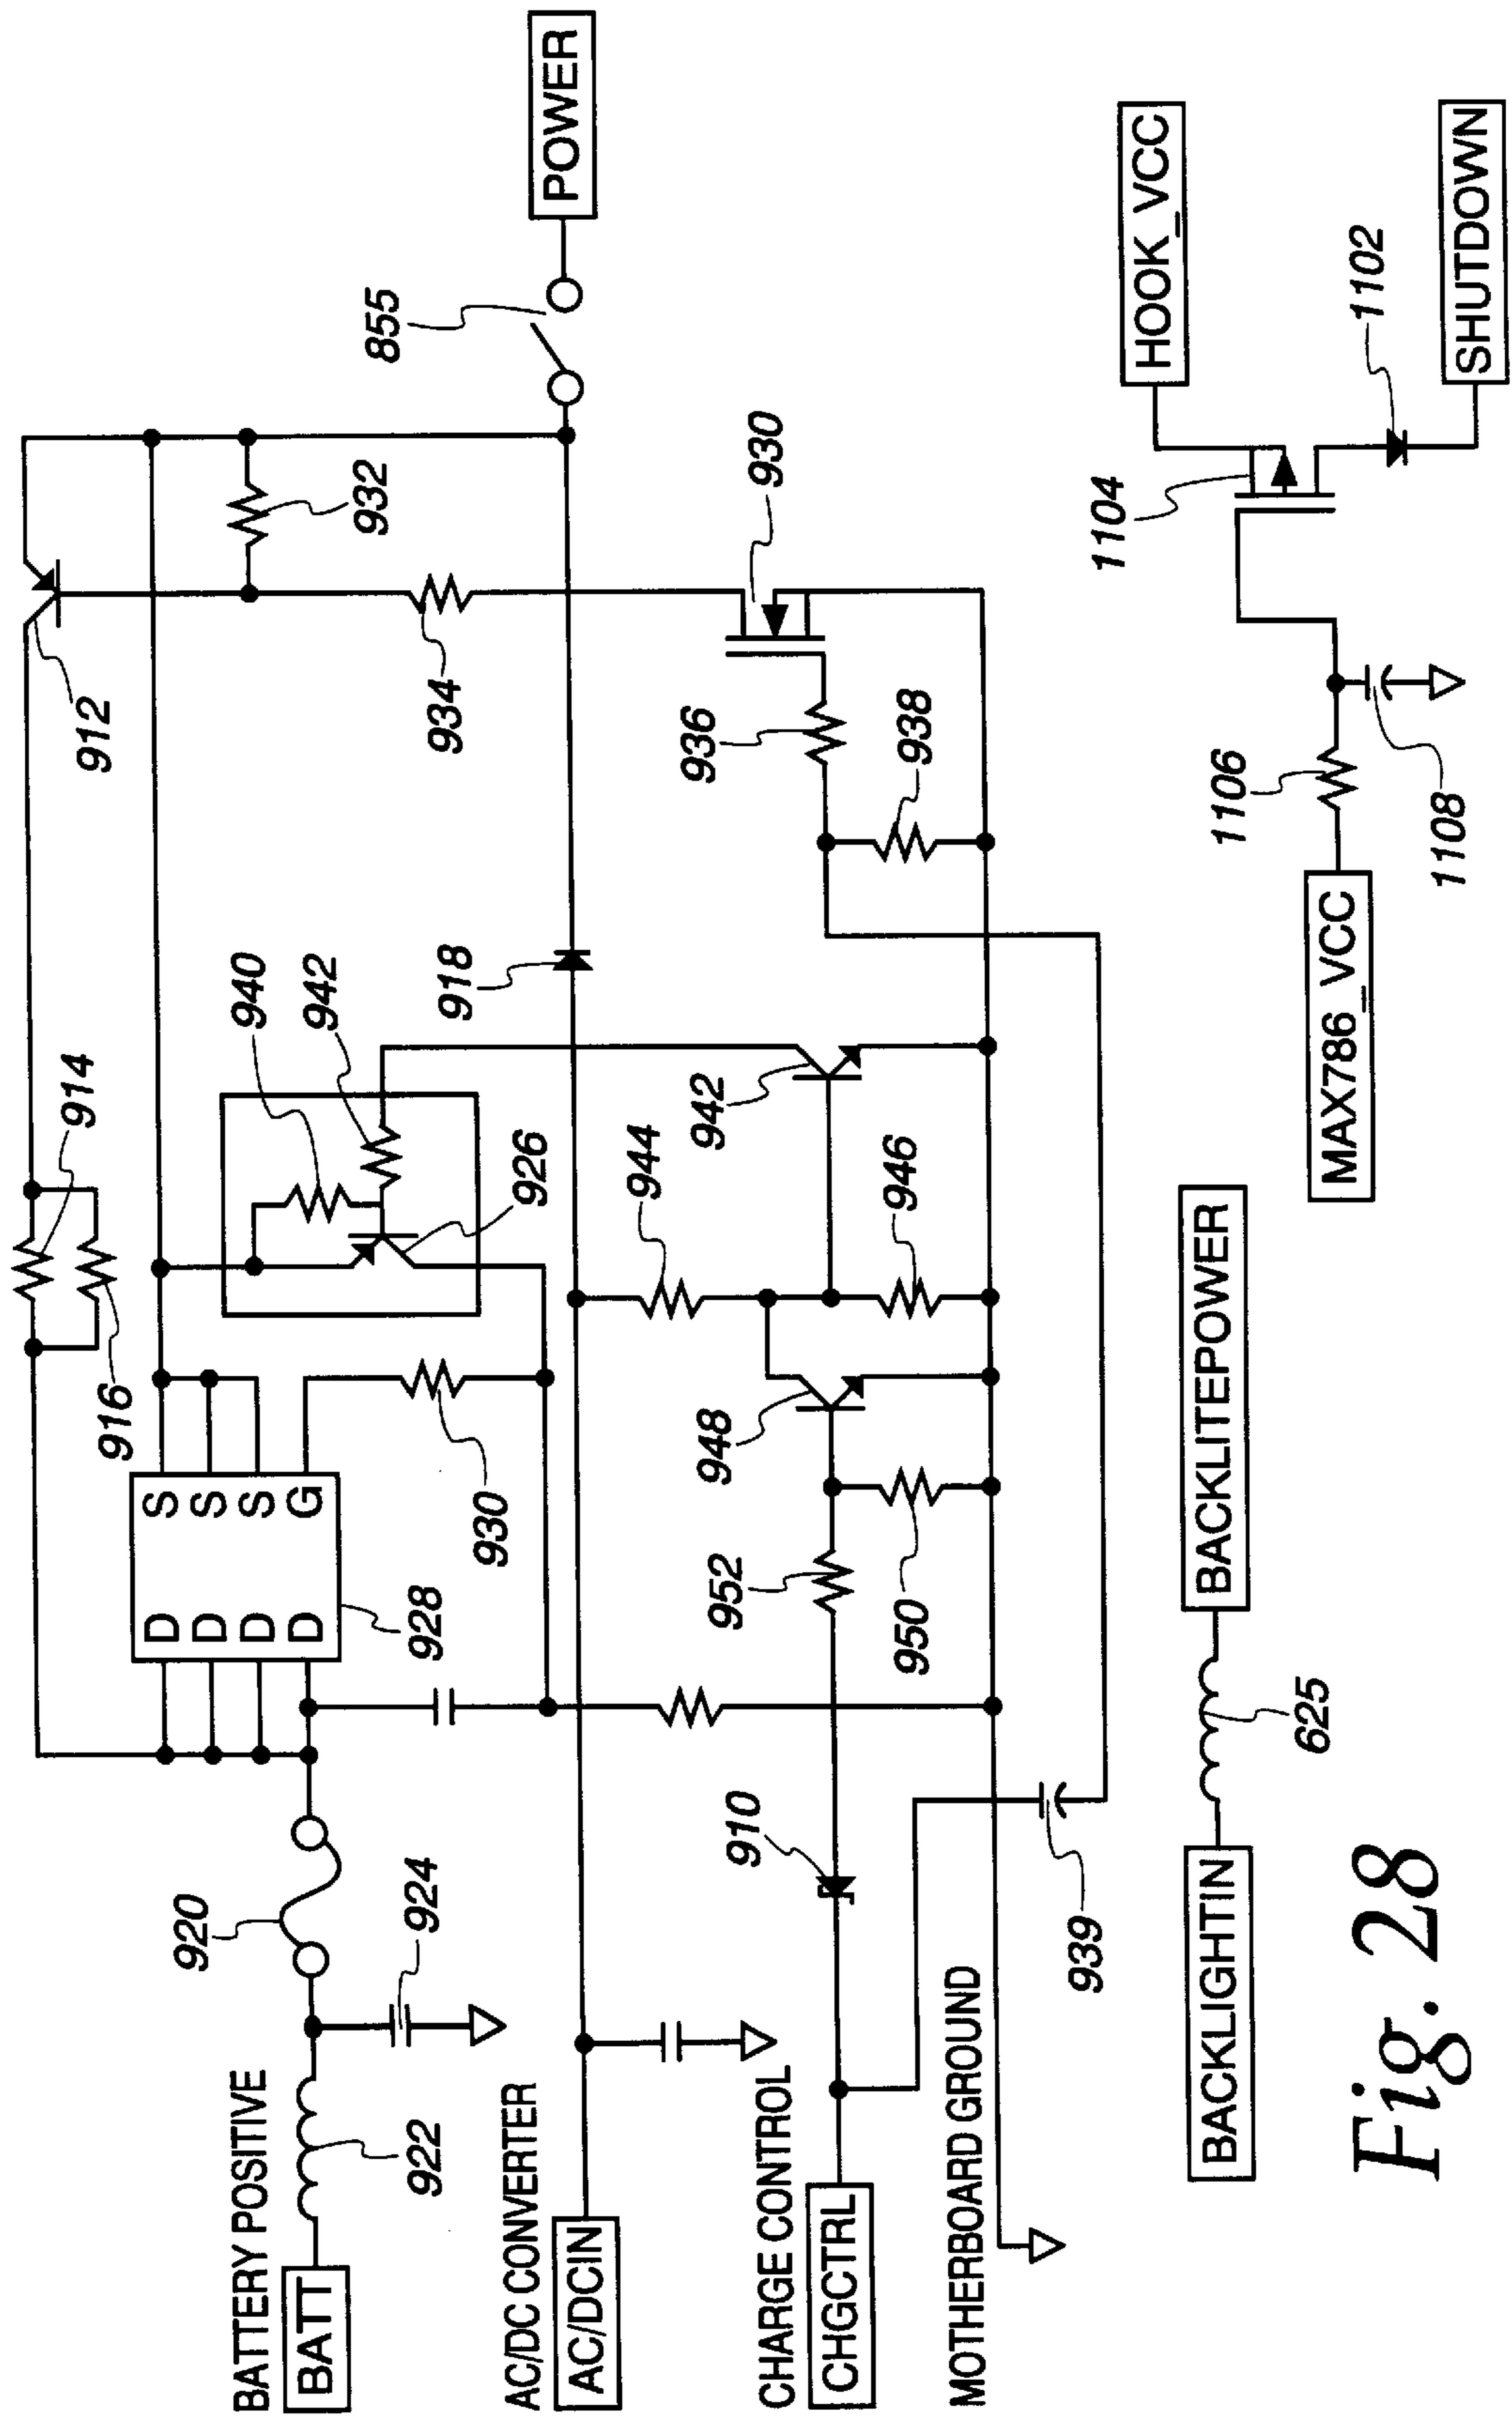 914
916
912
932
BATTERY POSITIVE
BATT
922
920
924
D S
D S
D S
D G
928
930
940
942
926
918
934
855
POWER
AC/DC CONVERTER
AC/DCIN
944
942
936
930
CHARGE CONTROL
CHGCTRL
910
952
948
950
946
938
MOTHERBOARD GROUND
939
BACKLIGHTIN
625
BACKLITEPOWER
MAX786_VCC
1106
1108
1104
HOOK_VCC
1102
SHUTDOWN
Fig. 28